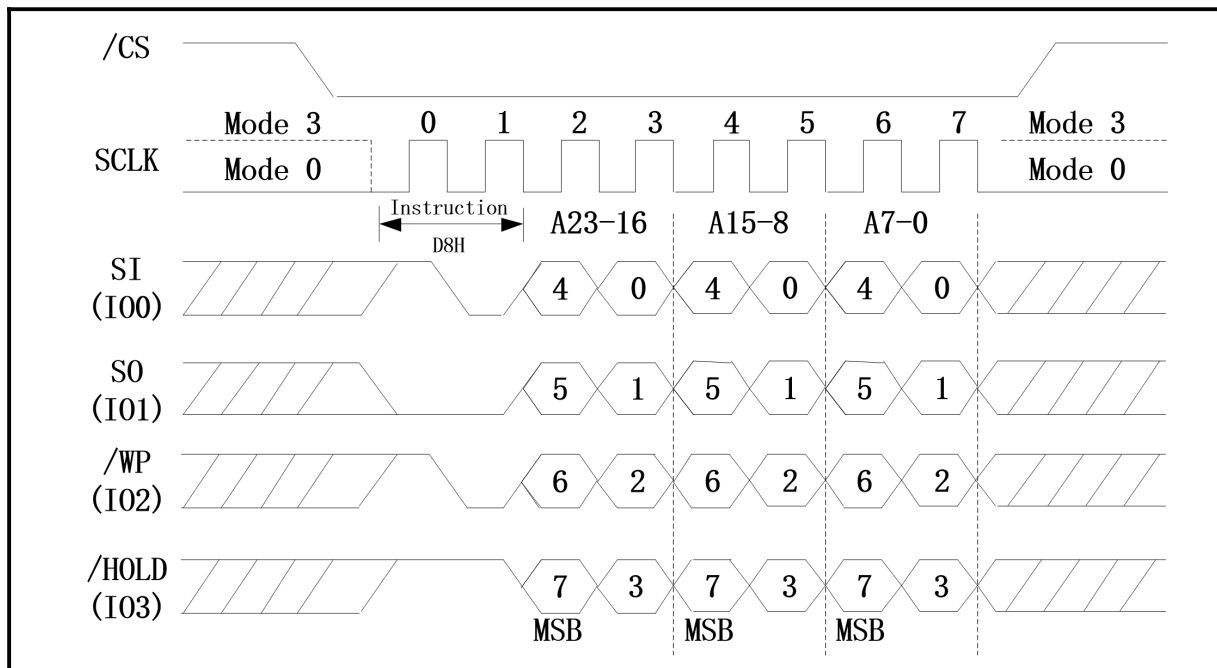 /CS
Mode 3 0 1 2 3 4 5 6 7 Mode 3
SCLK Mode 0 Mode 0
Instruction A23-16 A15-8 A7-0
D8H
SI
(IO0) 4 0 4 0 4 0
SO
(IO1) 5 1 5 1 5 1
/WP
(IO2) 6 2 6 2 6 2
/HOLD
(IO3) 7 3 7 3 7 3
MSB MSB MSB